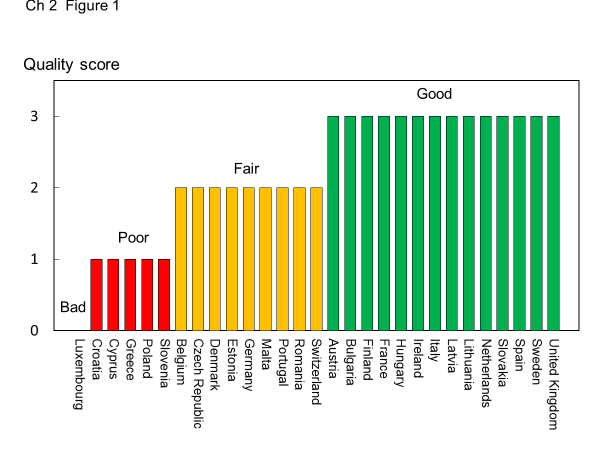 Ch 2 Figure 1
Quality score
Good
3
Fair
2
Poor
1
Bad
0
Luxembourg
Croatia
Cyprus
Greece
Poland
Slovenia
Belgium
Czech Republic
Denmark
Estonia
Germany
Malta
Portugal
Romania
Switzerland
Austria
Bulgaria
Finland
France
Hungary
Ireland
Italy
Latvia
Lithuania
Netherlands
Slovakia
Spain
Sweden
United Kingdom